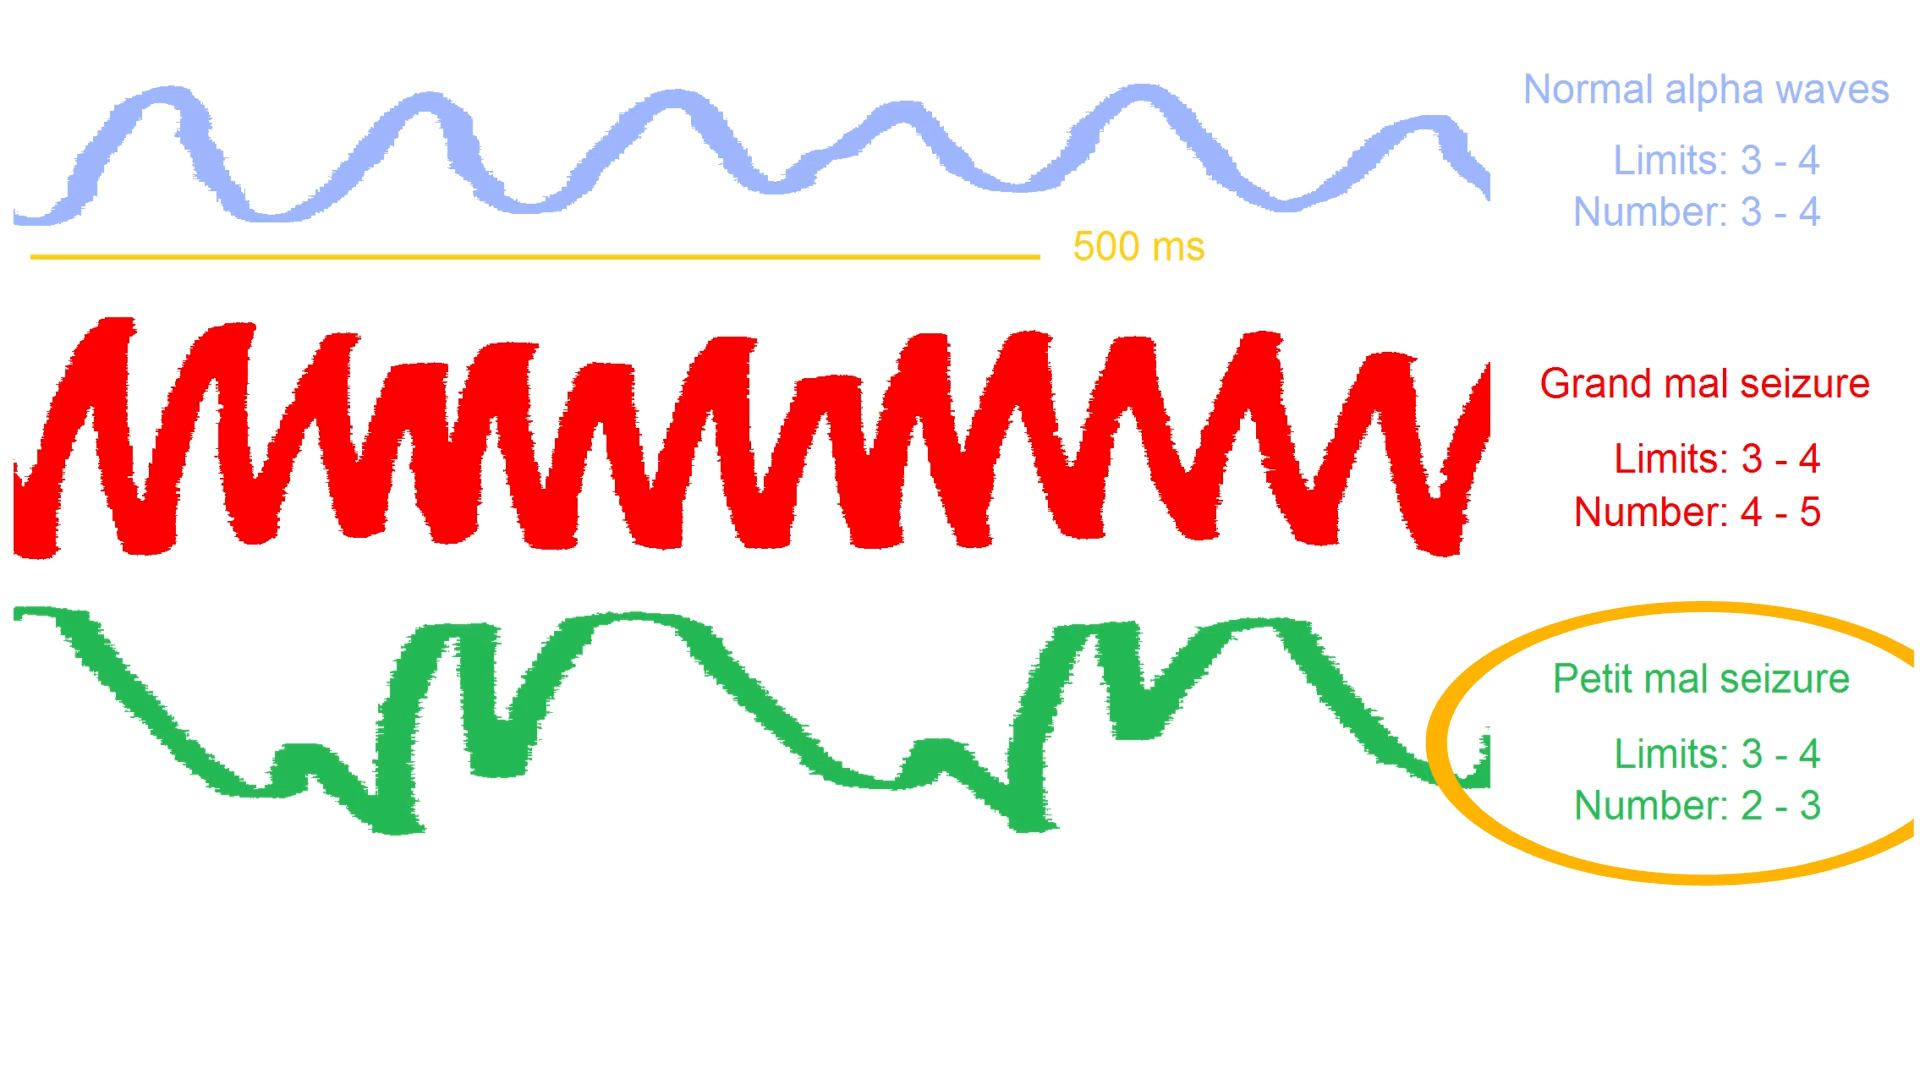 Normal alpha waves
Limits: 3 - 4
Number: 3 - 4
500 ms
Grand mal seizure
Limits: 3 - 4
Number: 4 - 5
Petit mal seizure
Limits: 3 - 4
Number: 2 - 3